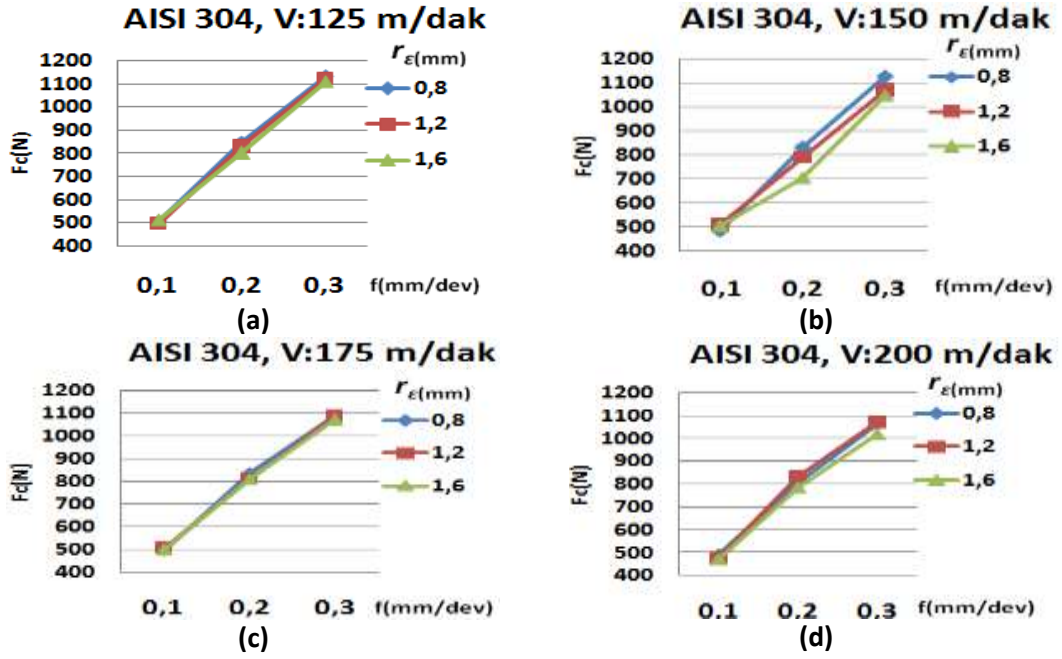 AISI 304, V:125 m/dak
rε(mm)
0,8
1,2
1,6
1200
1100
1000
900
800
700
600
500
400
Fc(N)
0,1 0,2 0,3 f(mm/dev)
(a)
AISI 304, V:150 m/dak
rε(mm)
0,8
1,2
1,6
1200
1100
1000
900
800
700
600
500
400
Fc(N]
0,1 0,2 0,3 f(mm/dev)
(b)
AISI 304, V:175 m/dak
rε(mm)
0,8
1,2
1,6
1200
1100
1000
900
800
700
600
500
400
Fc[N]
0,1 0,2 0,3 f(mm/dev)
(c)
AISI 304, V:200 m/dak
rε(mm)
0,8
1,2
1,6
1200
1100
1000
900
800
700
600
500
400
Fc(N)
0,1 0,2 0,3 f(mm/dev)
(d)